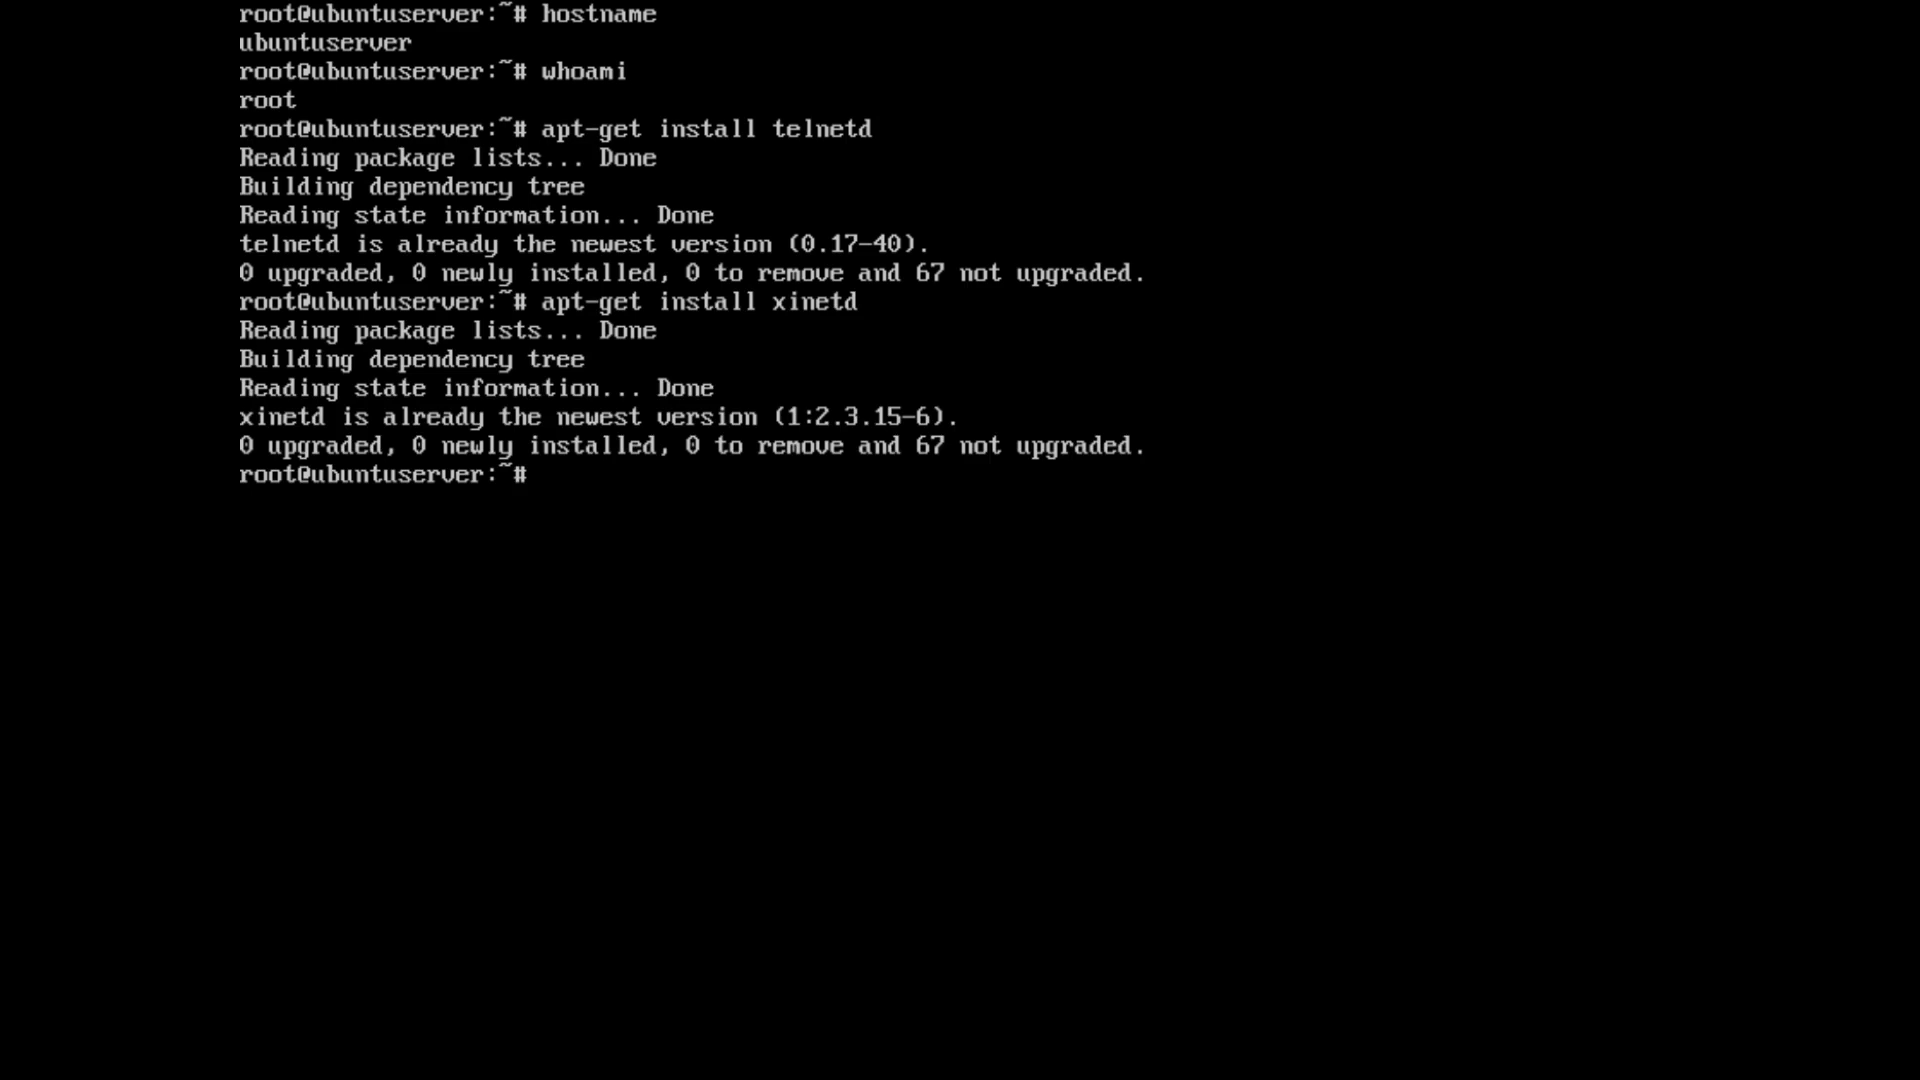 root@ubuntuserver:~# hostname
ubuntuserver
root@ubuntuserver:~# whoami
root
root@ubuntuserver:~# apt-get install telnetd
Reading package lists... Done
Building dependency tree
Reading state information... Done
telnetd is already the newest version (0.17-40).
0 upgraded, 0 newly installed, 0 to remove and 67 not upgraded.
root@ubuntuserver:~# apt-get install xinetd
Reading package lists... Done
Building dependency tree
Reading state information... Done
xinetd is already the newest version (1:2.3.15-6).
0 upgraded, 0 newly installed, 0 to remove and 67 not upgraded.
root@ubuntuserver:~#